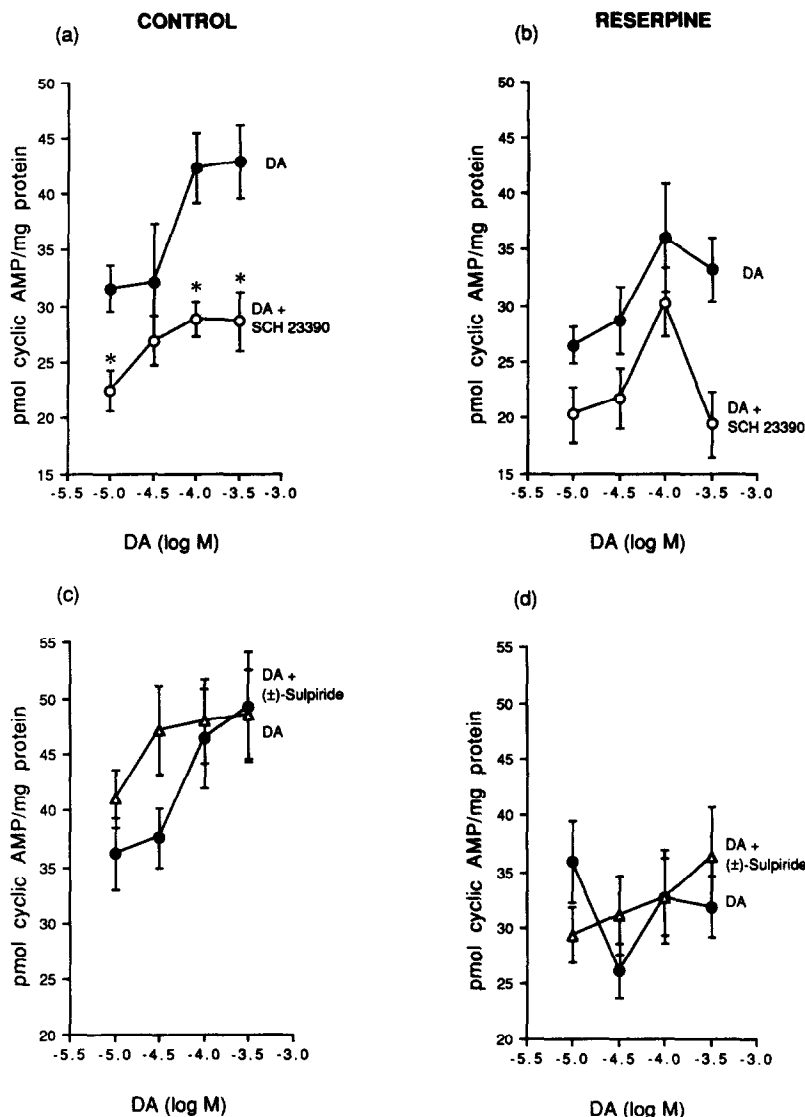 CONTROL
RESERPINE
(a)
(b)
50
45
40
35
30
25
20
15
pmol cyclic AMP/mg protein
DA
*
*
*
DA +
SCH 23390
-5.5 -5.0 -4.5 -4.0 -3.5 -3.0
DA (log M)
50
45
40
35
30
25
20
15
pmol cyclic AMP/mg protein
DA
DA +
SCH 23390
-5.5 -5.0 -4.5 -4.0 -3.5 -3.0
DA (log M)
(c)
(d)
55
50
45
40
35
30
25
20
pmol cyclic AMP/mg protein
DA +
(±)-Sulpiride
DA
-5.5 -5.0 -4.5 -4.0 -3.5 -3.0
DA (log M)
55
50
45
40
35
30
25
20
pmol cyclic AMP/mg protein
DA +
(±)-Sulpiride
DA
-5.5 -5.0 -4.5 -4.0 -3.5 -3.0
DA (log M)